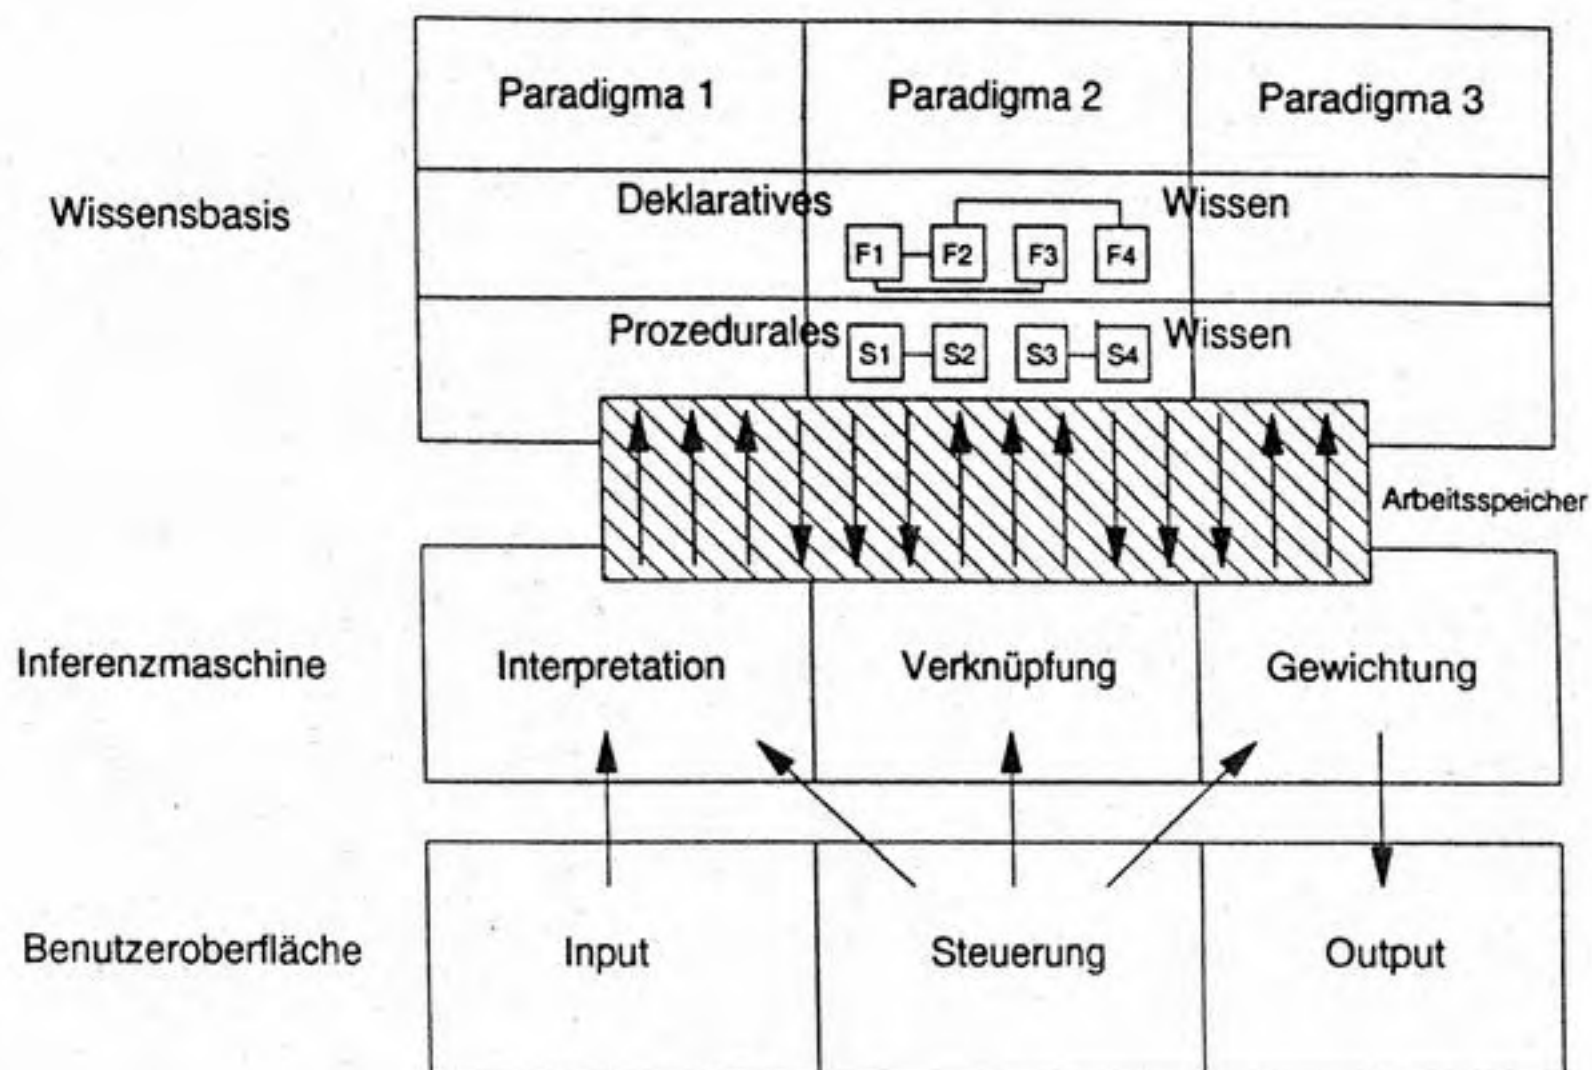 Paradigma 1 Paradigma 2 Paradigma 3
Wissensbasis
Deklaratives Wissen
F1 F2 F3 F4
Prozedurales Wissen
S1 S2 S3 S4
Arbeitsspeicher
Inferenzmaschine
Interpretation Verknüpfung Gewichtung
Benutzeroberfläche
Input Steuerung Output